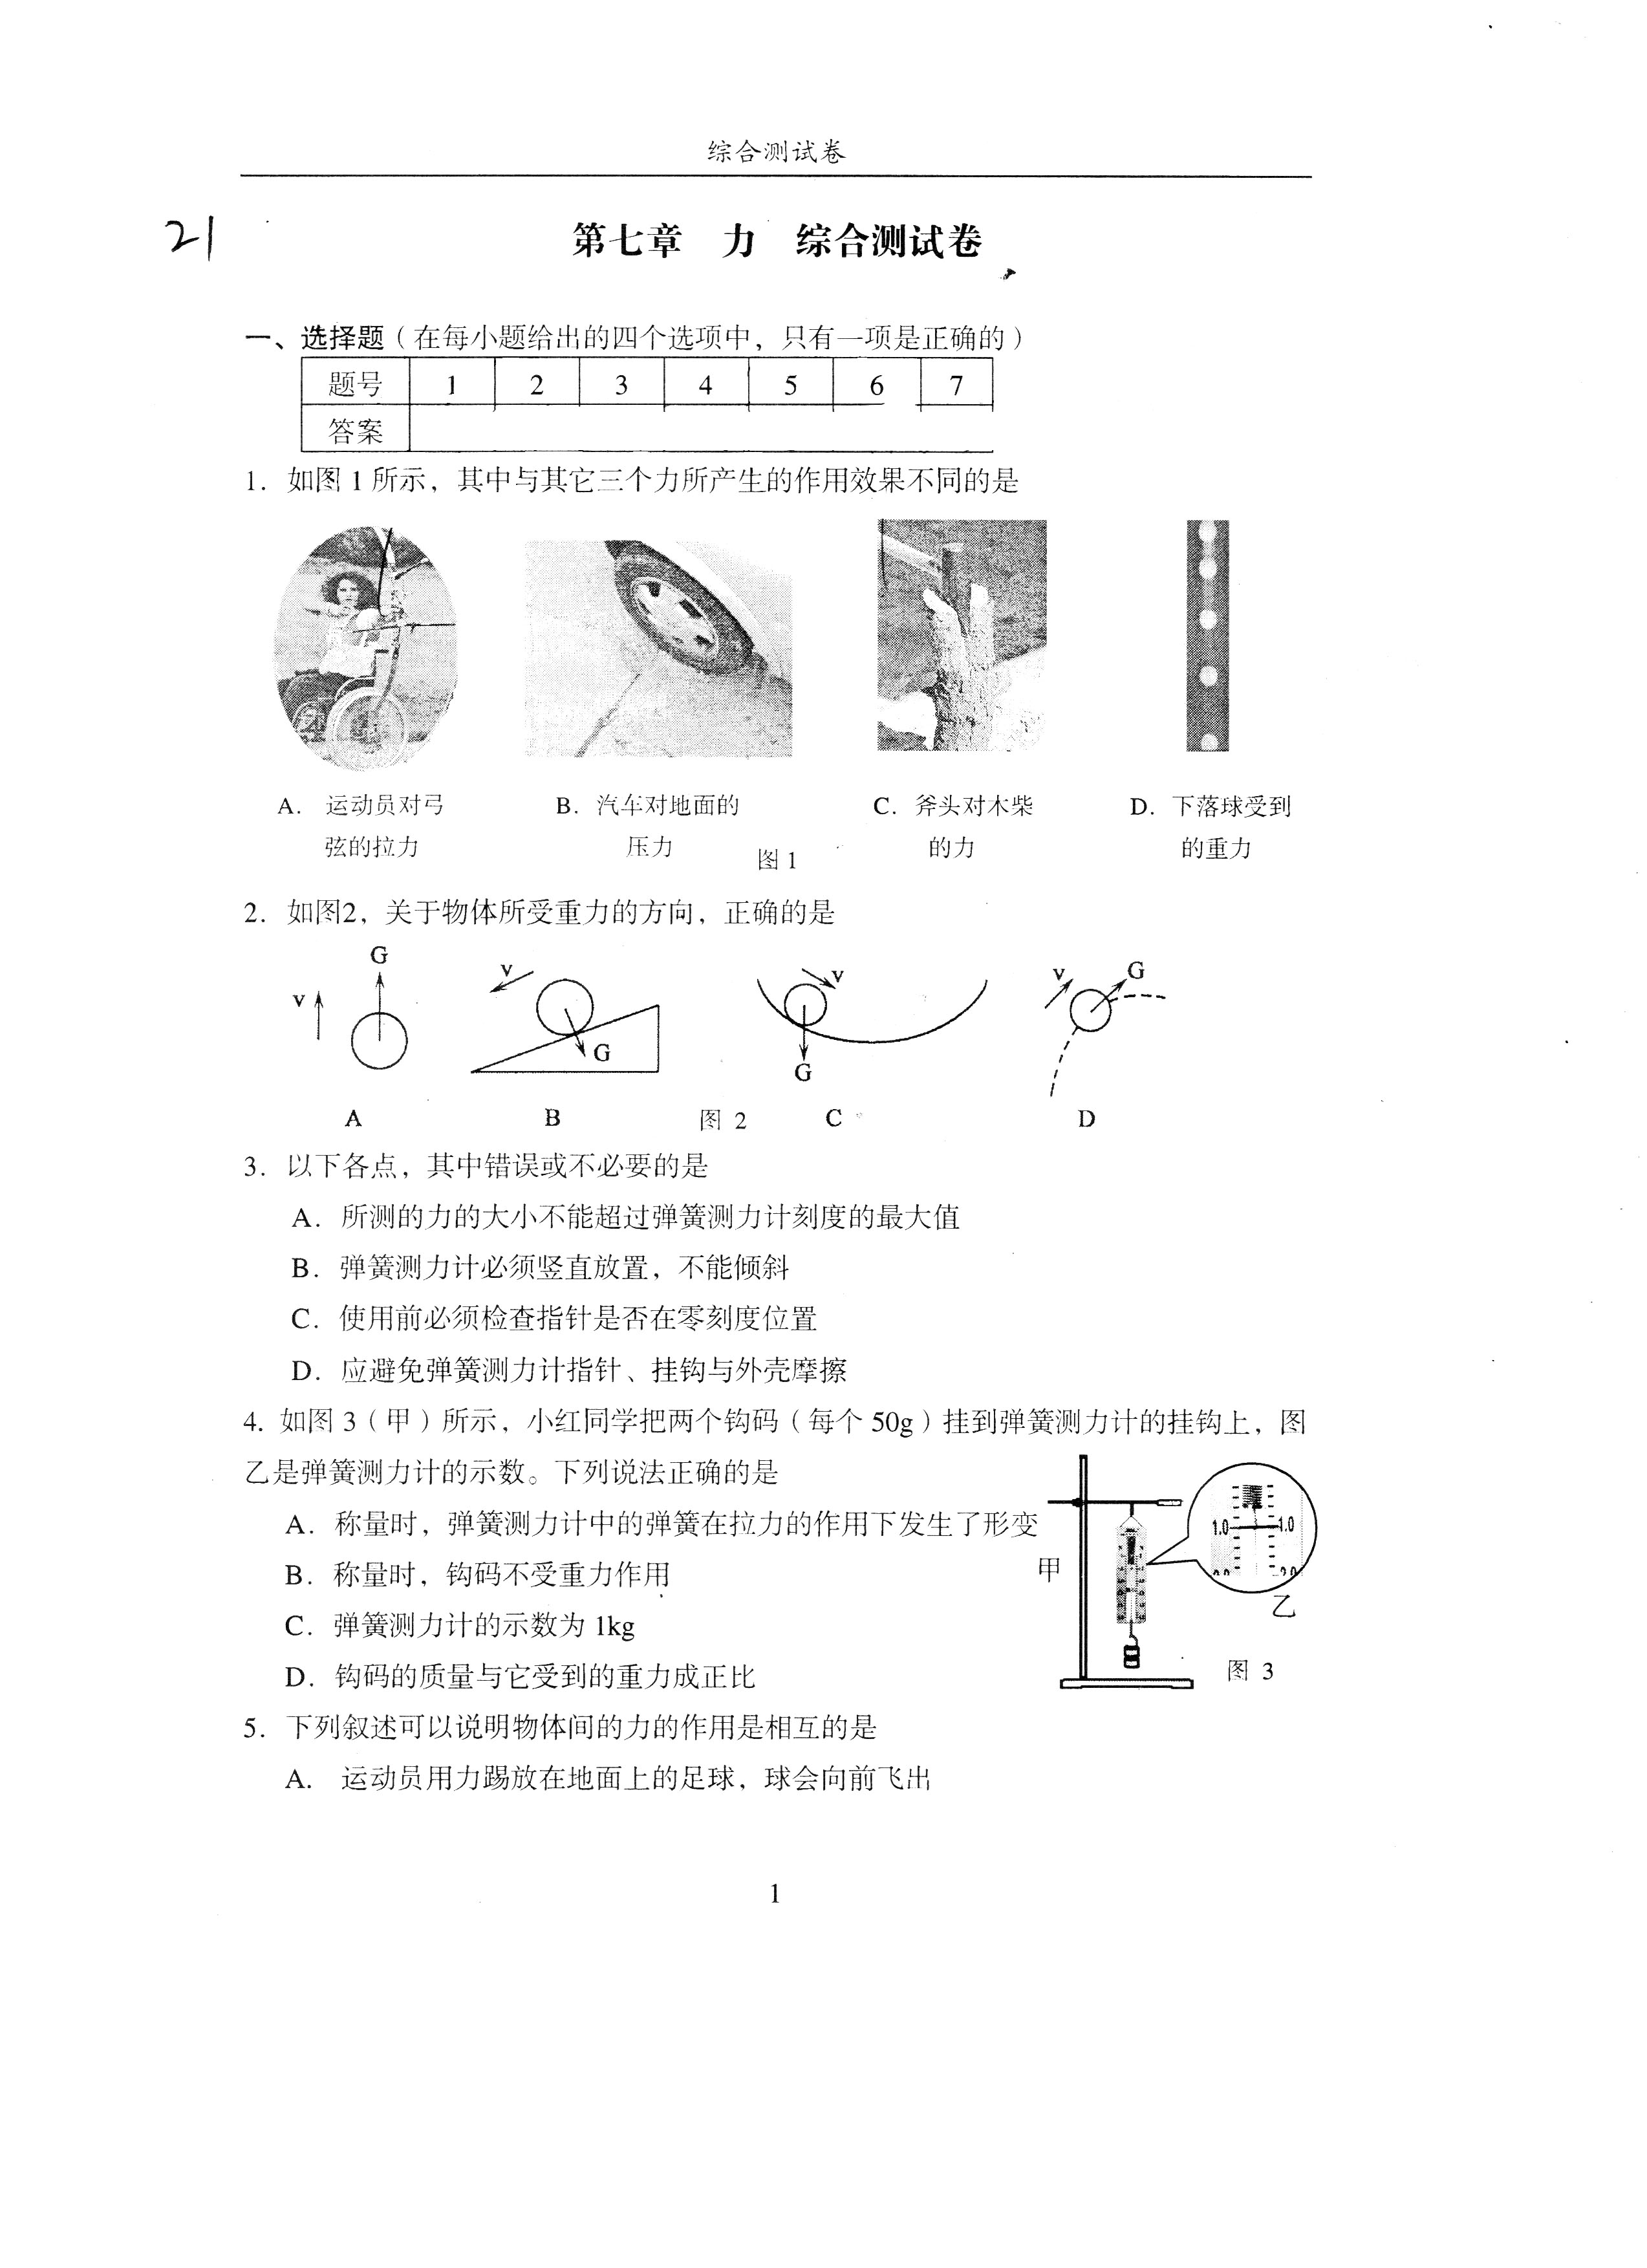 综合测试卷
21
第七章 力 综合测试卷
一、选择题（在每小题给出的四个选项中，只有一项是正确的）
题号 1 2 3 4 5 6 7
答案
1. 如图 1 所示，其中与其它三个力所产生的作用效果不同的是
A. 运动员对弓 B. 汽车对地面的 C. 斧头对木柴 D. 下落球受到
弦的拉力 压力 的力 的重力
图 1
2. 如图2，关于物体所受重力的方向，正确的是
G v v v v G
G G
A B 图 2 C D
3. 以下各点，其中错误或不必要的是
A. 所测的力的大小不能超过弹簧测力计刻度的最大值
B. 弹簧测力计必须竖直放置，不能倾斜
C. 使用前必须检查指针是否在零刻度位置
D. 应避免弹簧测力计指针、挂钩与外壳摩擦
4. 如图 3（甲）所示，小红同学把两个钩码（每个 50g）挂到弹簧测力计的挂钩上，图
乙是弹簧测力计的示数。下列说法正确的是
A. 称量时，弹簧测力计中的弹簧在拉力的作用下发生了形变
B. 称量时，钩码不受重力作用
C. 弹簧测力计的示数为 1kg
D. 钩码的质量与它受到的重力成正比
甲
1.0 1.0
乙
图 3
5. 下列叙述可以说明物体间的力的作用是相互的是
A. 运动员用力踢放在地面上的足球，球会向前飞出
1